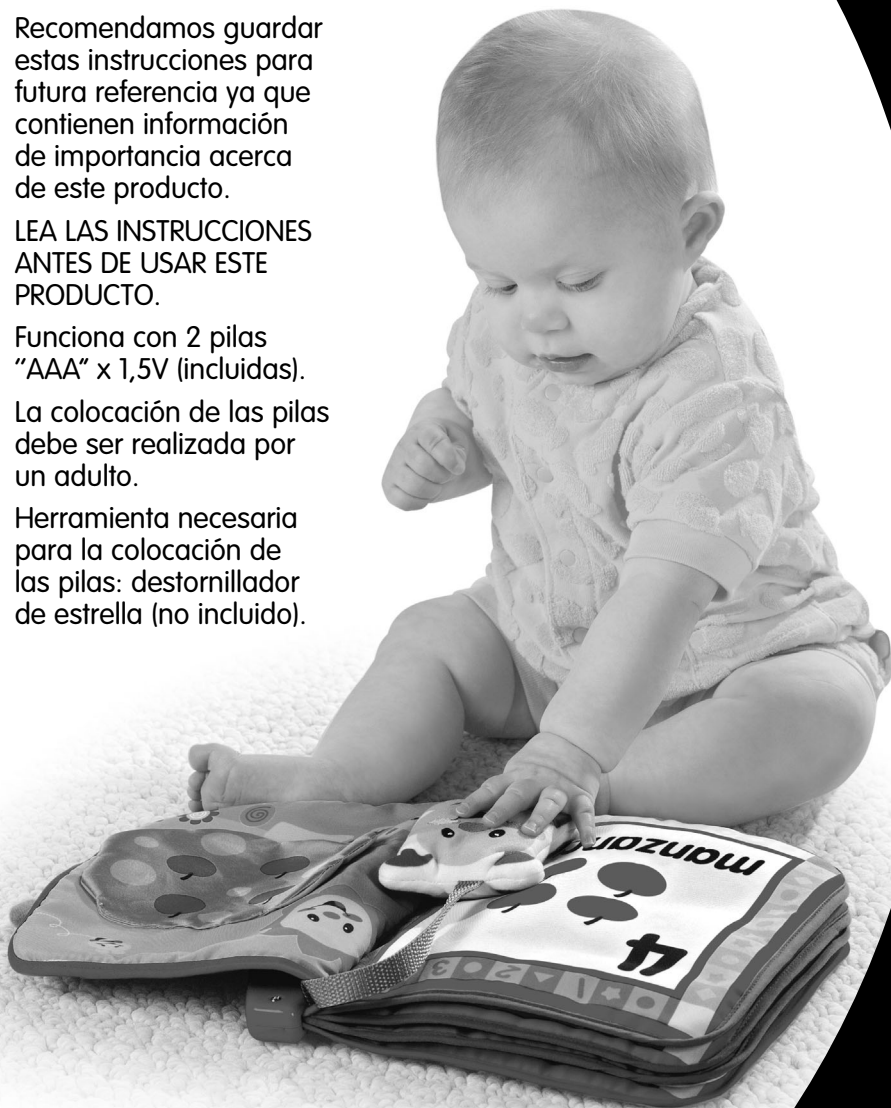 Recomendamos guardar
estas instrucciones para
futura referencia ya que
contienen información
de importancia acerca
de este producto.
LEA LAS INSTRUCCIONES
ANTES DE USAR ESTE
PRODUCTO.
Funciona con 2 pilas
"AAA" x 1,5V (incluidas).
La colocación de las pilas
debe ser realizada por
un adulto.
Herramienta necesaria
para la colocación de
las pilas: destornillador
de estrella (no incluido).
4
3 2 1